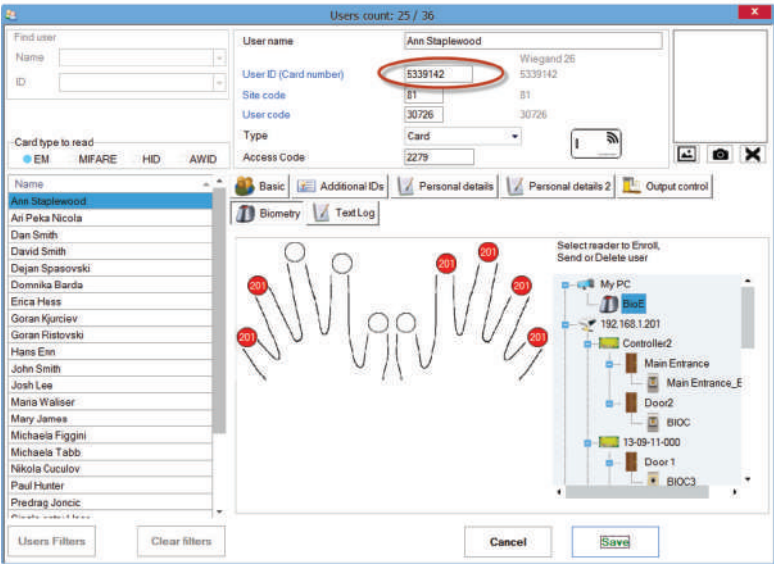 Users count: 25 / 36
x
Find user
Name
ID
Card type to read
EM MIFARE HID AWID
User name Ann Staplewood
Wiegand 26
User ID (Card number) 5339142 5339142
Site code 81 81
User code 30726 30726
Type Card
Access Code 2279
Name
Ann Staplewood
Ari Peka Nicola
Dan Smith
David Smith
Dejan Spasovski
Domnika Barda
Erica Hess
Goran Kjurciev
Goran Ristovski
Hans Enn
John Smith
Josh Lee
Maria Waliser
Mary James
Michaela Figgini
Michaela Tabb
Nikola Cuculov
Paul Hunter
Predrag Joncic
Users Filters Clear filters
Basic Additional IDs Personal details Personal details 2 Output control
Biometry Text Log
201 201 201 201 201 201
Select reader to Enroll,
Send or Delete user
My PC
BioE
192.168.1.201
Controller2
Main Entrance
Main Entrance_E
Door2
BIOC
13-09-11-000
Door 1
BIOC3
Cancel Save